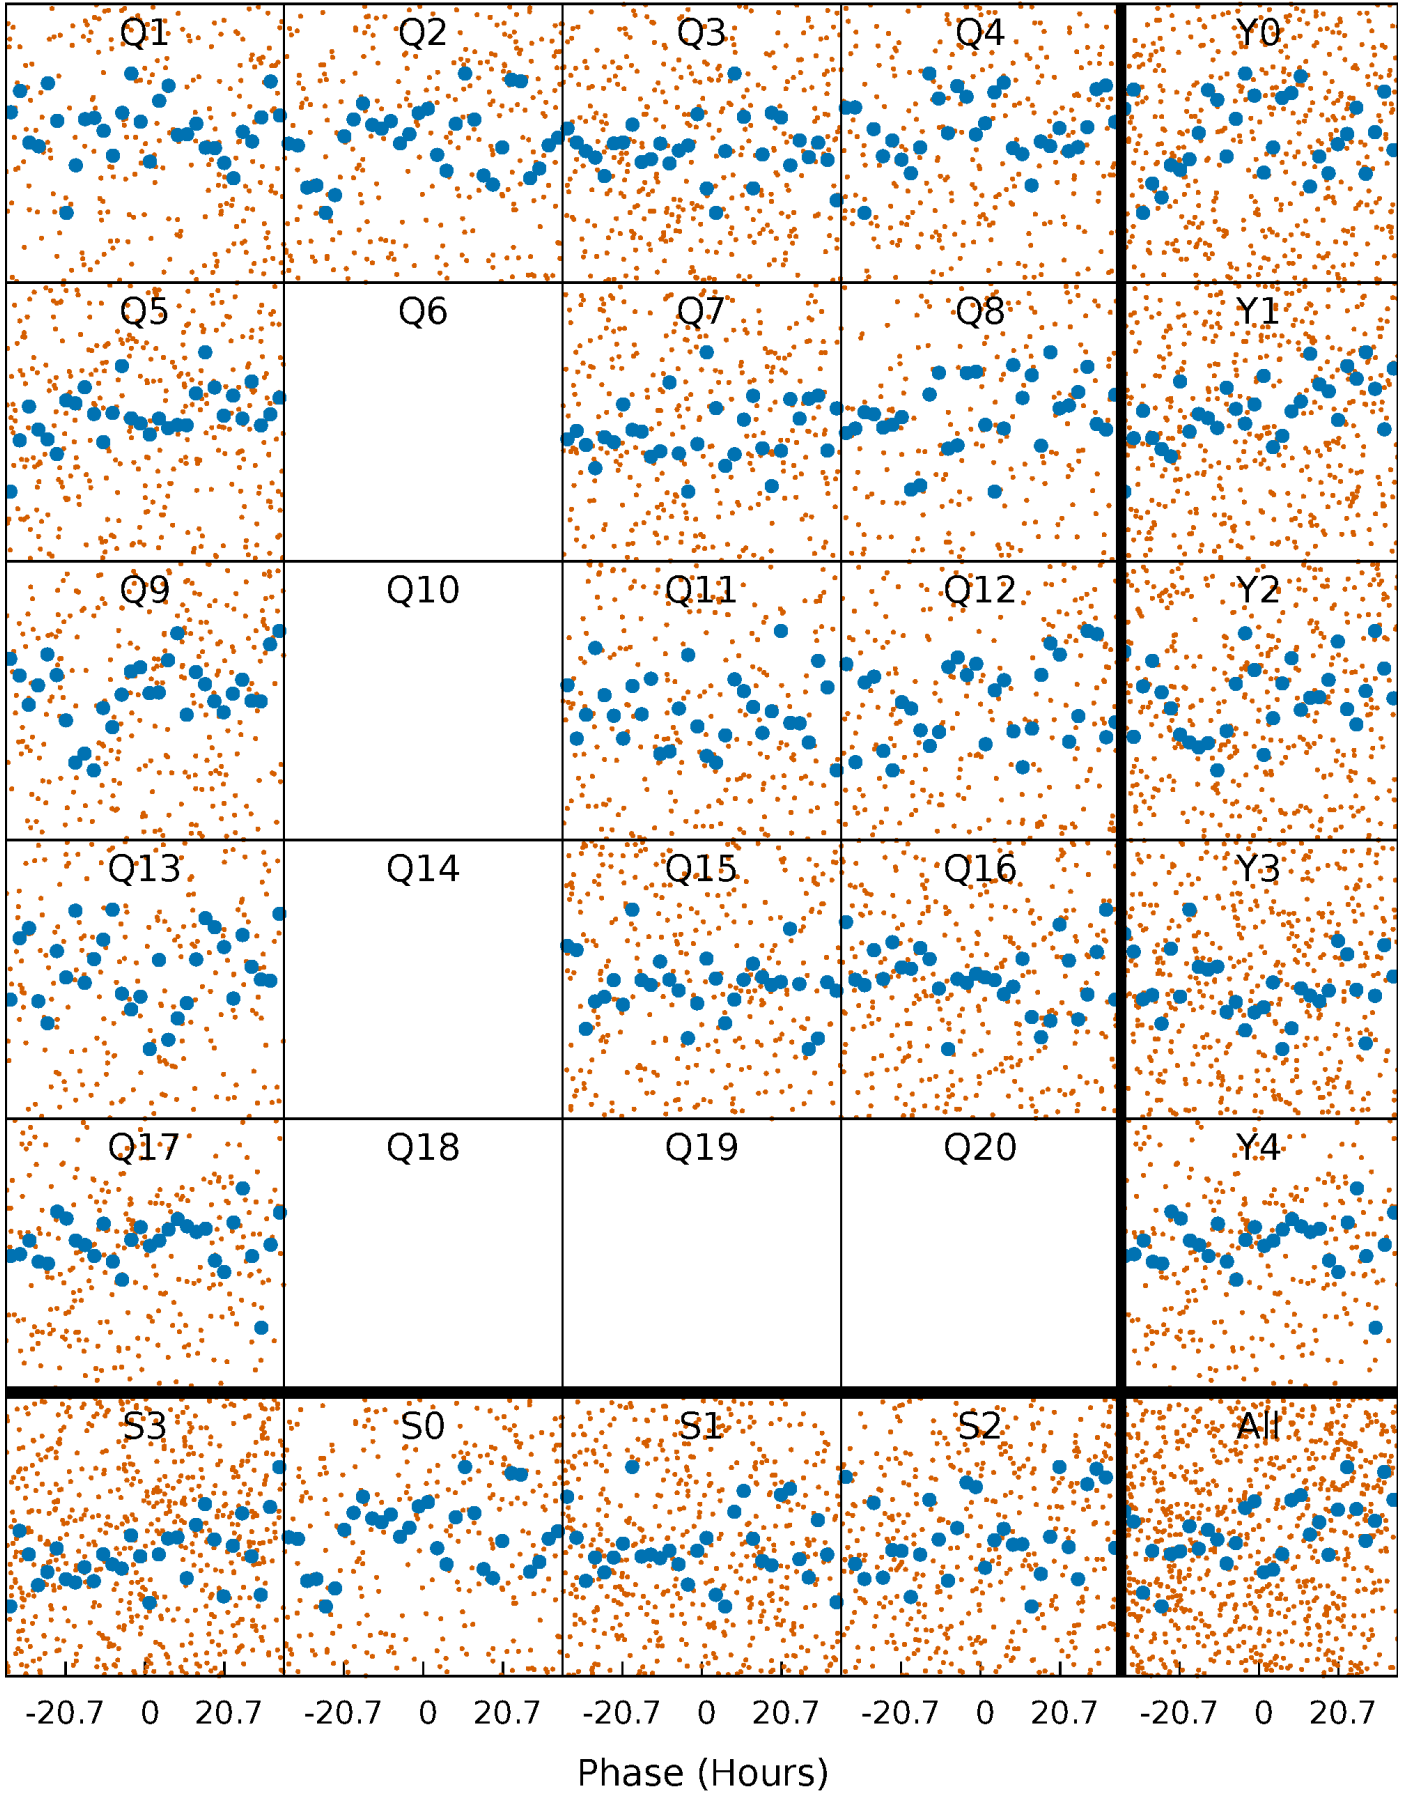 Q1 Q2 Q3 Q4 Y0
Q5 Q6 Q7 Q8 Y1
Q9 Q10 Q11 Q12 Y2
Q13 Q14 Q15 Q16 Y3
Q17 Q18 Q19 Q20 Y4
S3 S0 S1 S2 All
-20.7 0 20.7 -20.7 0 20.7 -20.7 0 20.7 -20.7 0 20.7 -20.7 0 20.7
Phase (Hours)